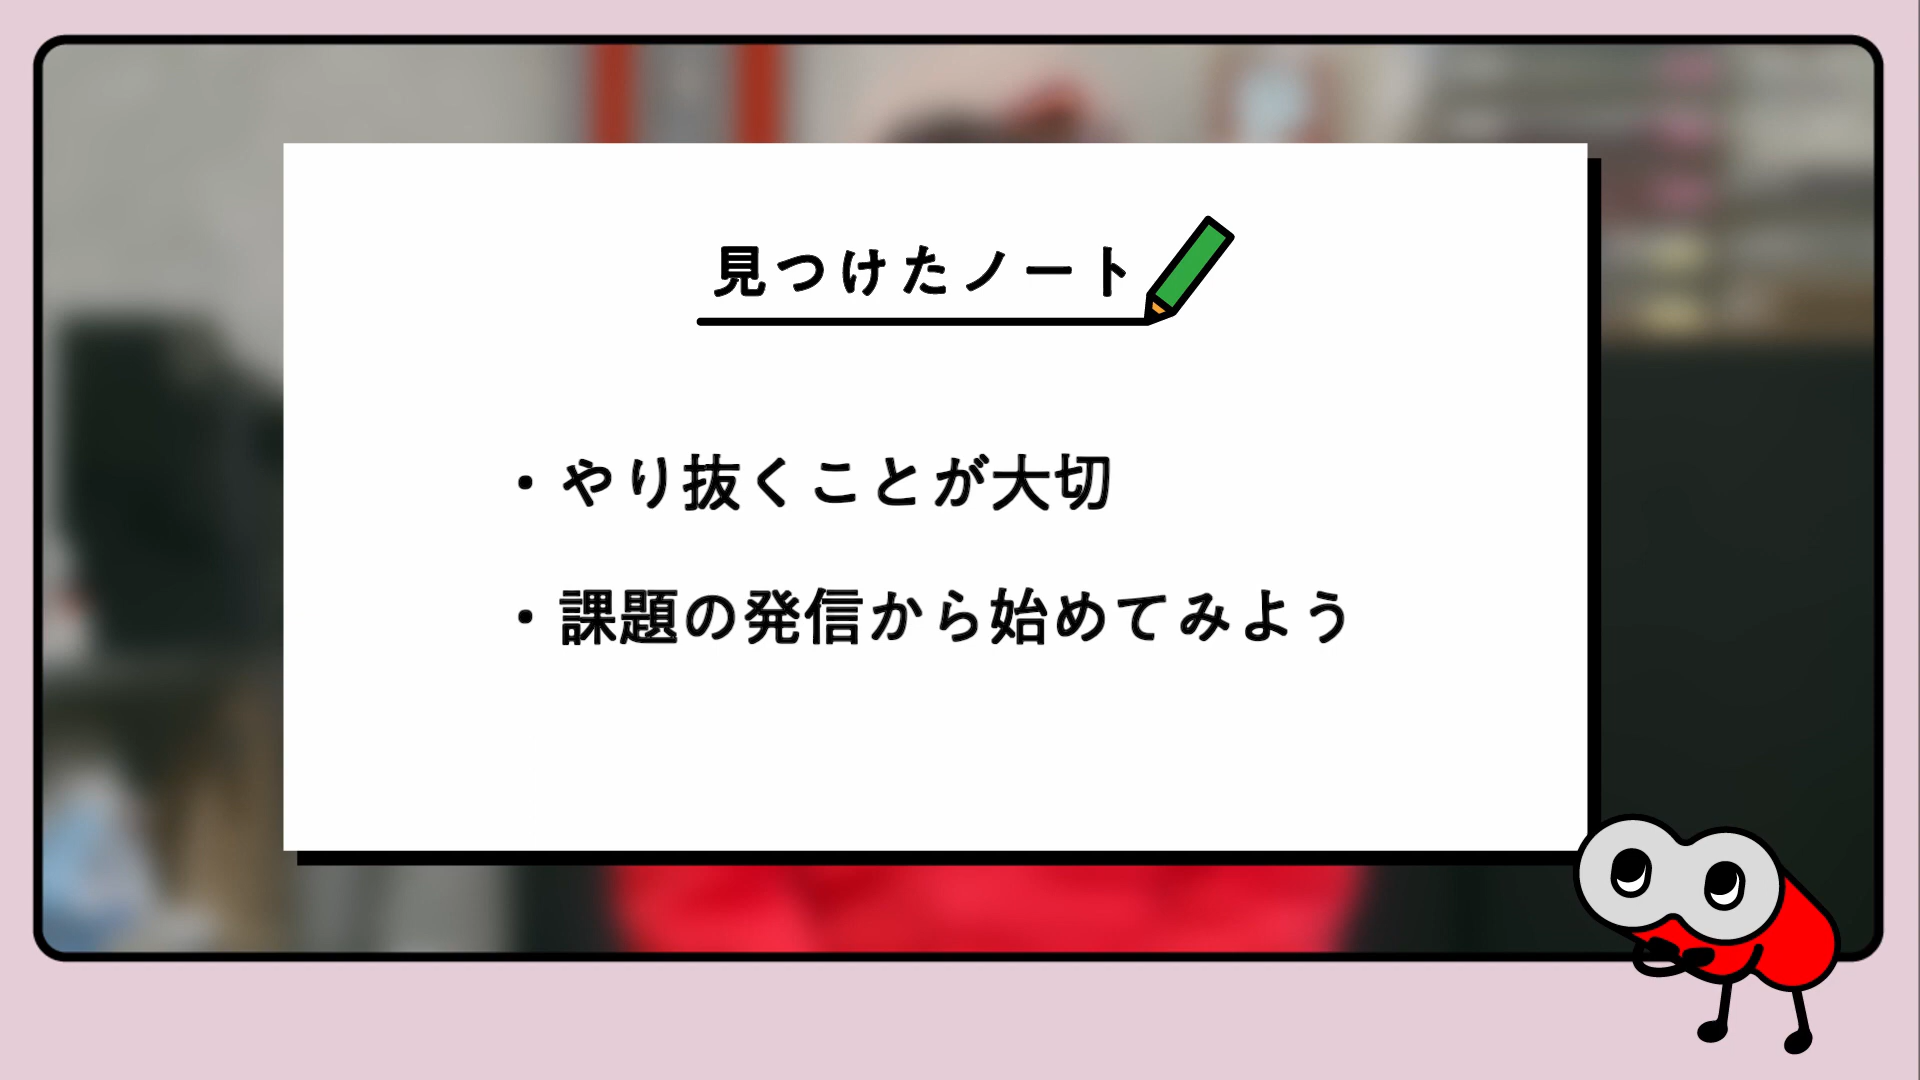 見つけたノート
・やり抜くことが大切
・課題の発信から始めてみよう